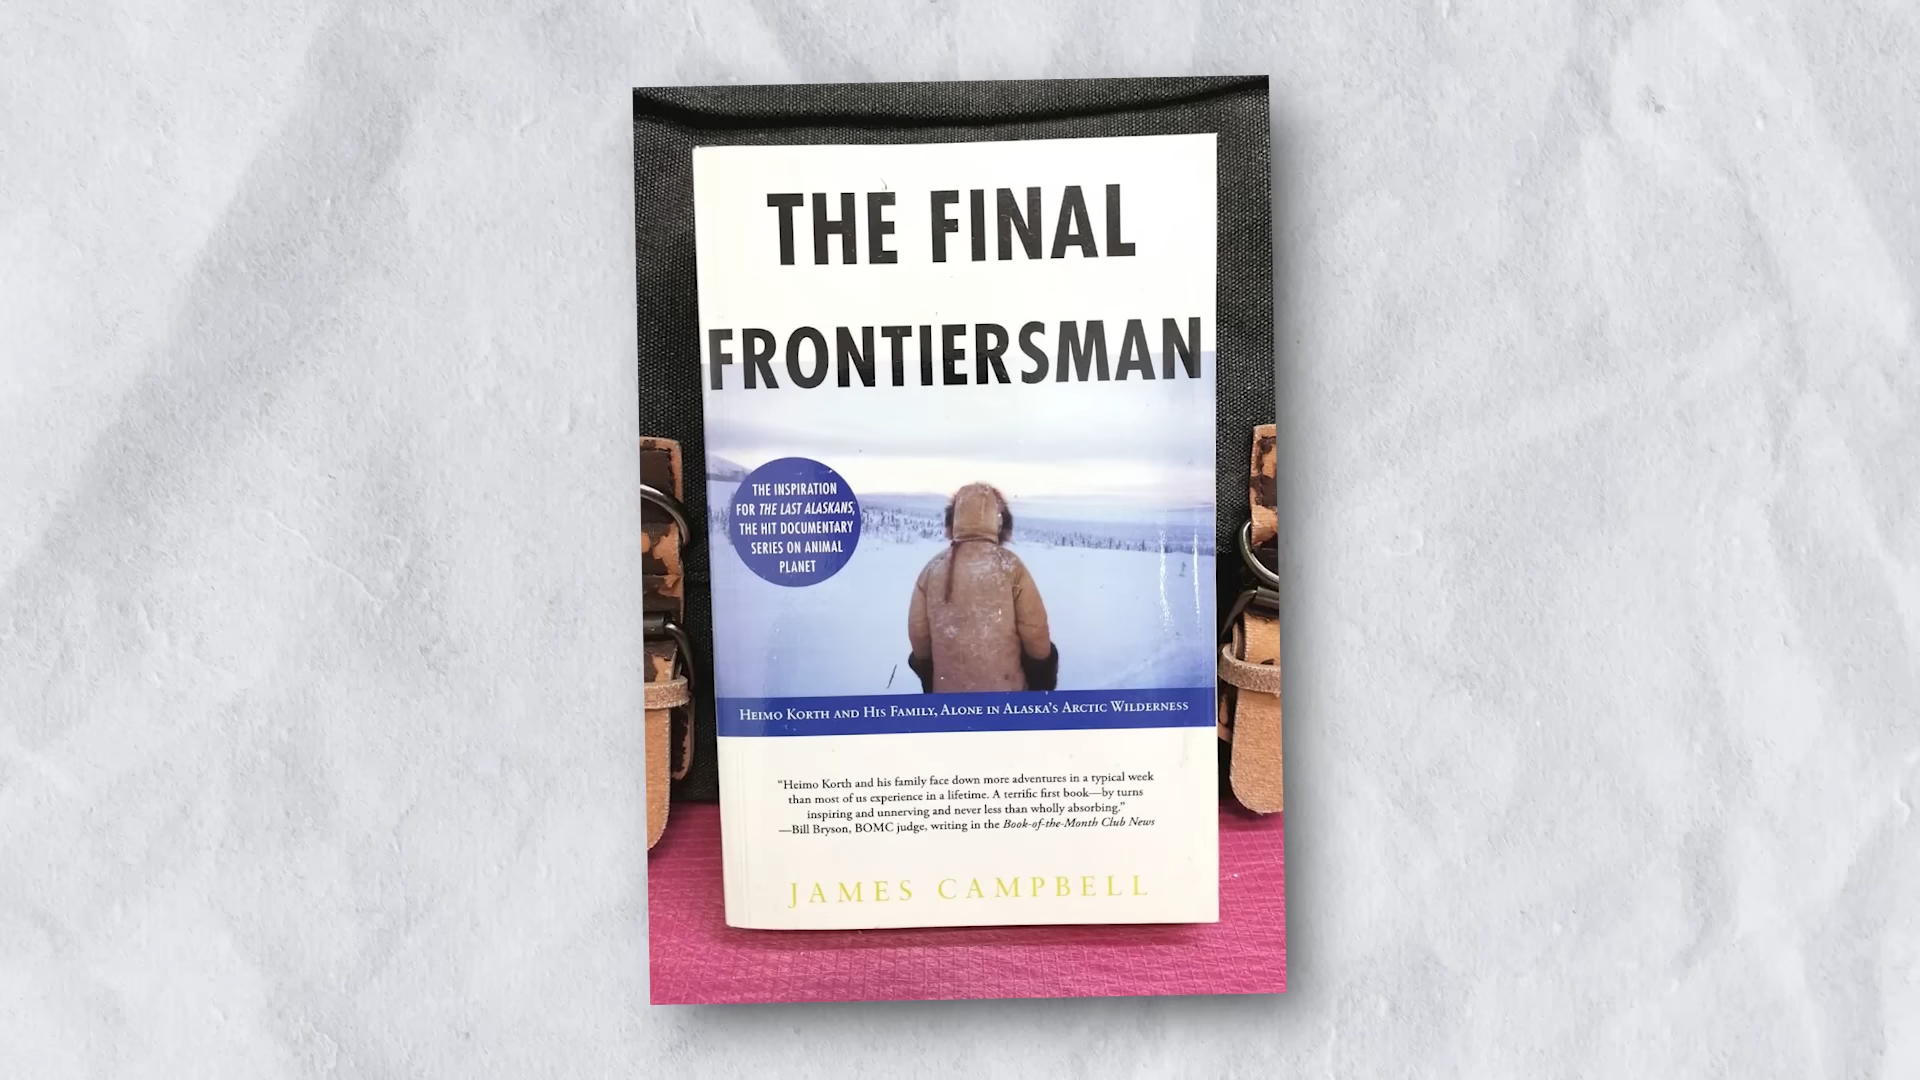 THE FINAL
FRONTIERSMAN
THE INSPIRATION
FOR THE LAST ALASKANS,
THE HIT DOCUMENTARY
SERIES ON ANIMAL
PLANET
HEIMO KORTH AND HIS FAMILY, ALONE IN ALASKA'S ARCTIC WILDERNESS
“Heimo Korth and his family face down more adventures in a typical week
than most of us experience in a lifetime. A terrific first book—by turns
inspiring and unnerving and never less than wholly absorbing.”
—Bill Bryson, BOMC judge, writing in the Book-of-the-Month Club News
JAMES CAMPBELL